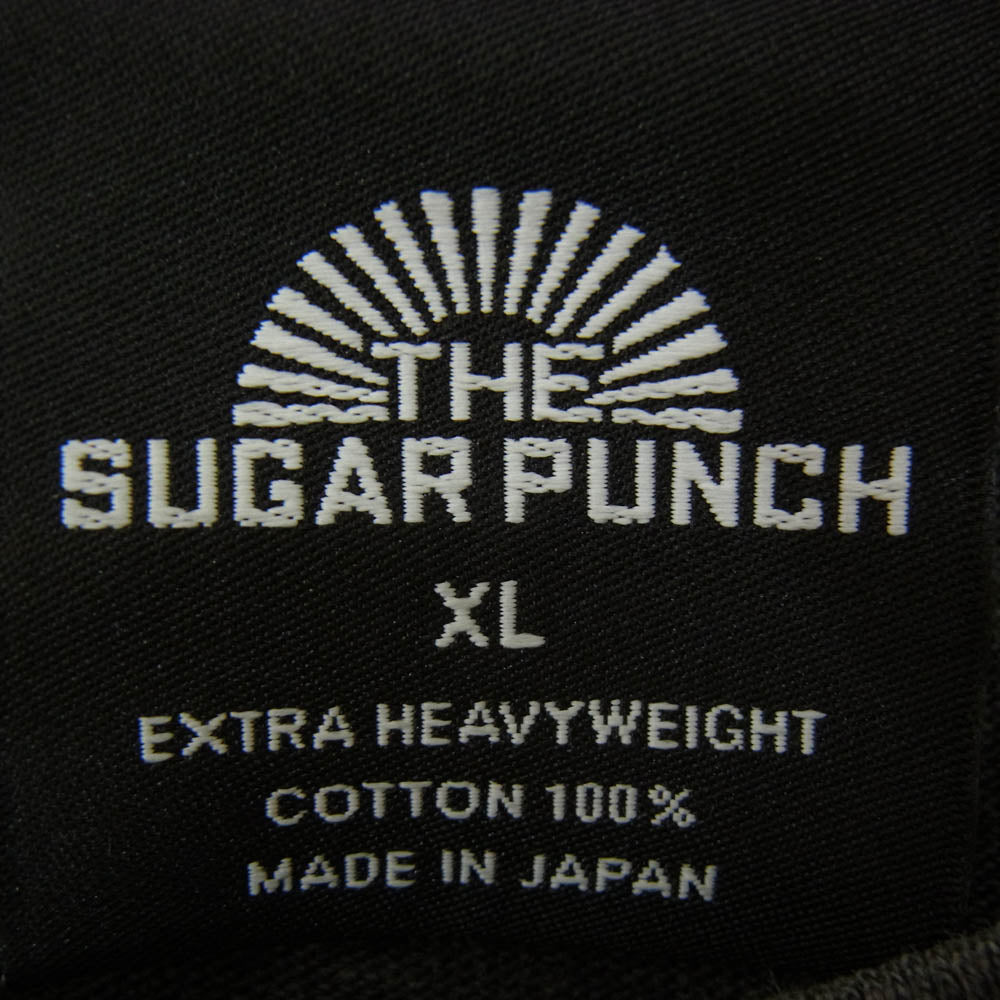 THE
SUGAR PUNCH
XL
EXTRA HEAVYWEIGHT
COTTON 100%
MADE IN JAPAN